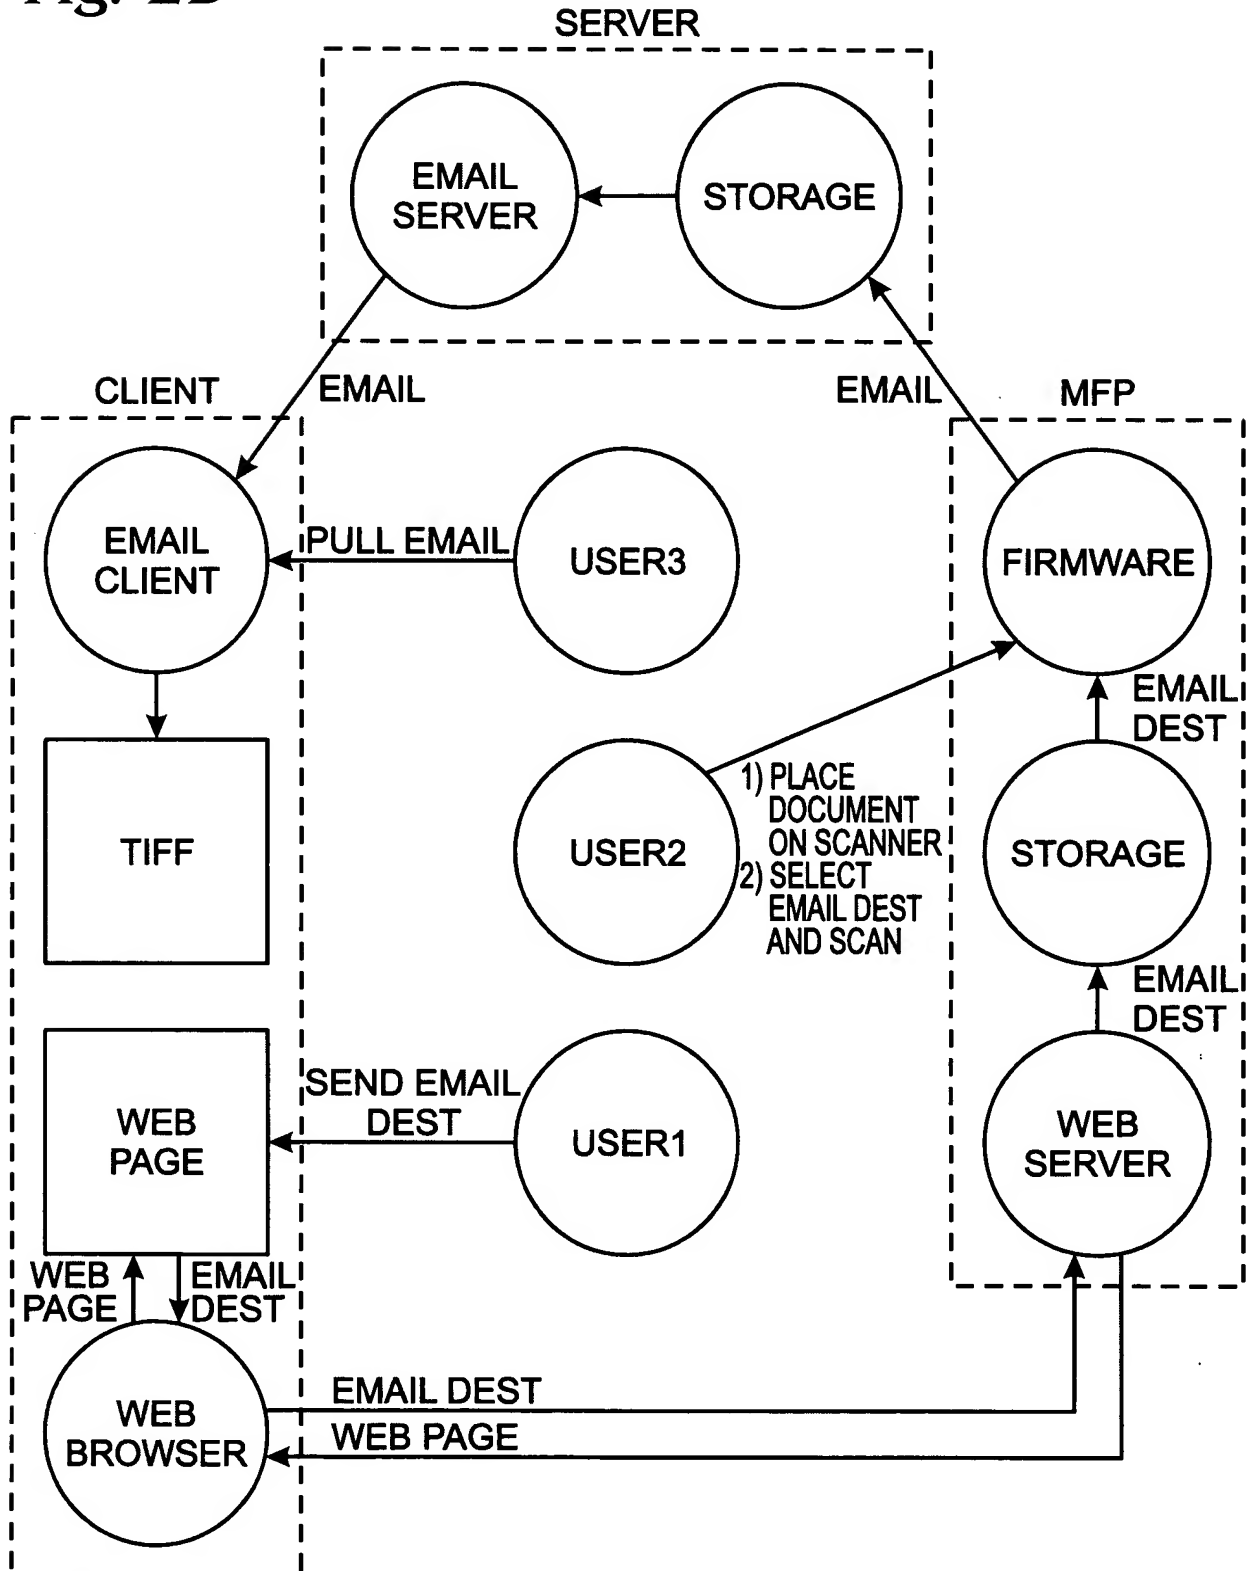 SERVER
EMAIL
SERVER
STORAGE
CLIENT
EMAIL
EMAIL
MFP
EMAIL
CLIENT
PULL EMAIL
USER3
FIRMWARE
EMAIL
DEST
TIFF
USER2
1) PLACE
DOCUMENT
ON SCANNER
2) SELECT
EMAIL DEST
AND SCAN
STORAGE
EMAIL
DEST
WEB
PAGE
SEND EMAIL
DEST
USER1
WEB
SERVER
WEB
PAGE
EMAIL
DEST
WEB
BROWSER
EMAIL DEST
WEB PAGE